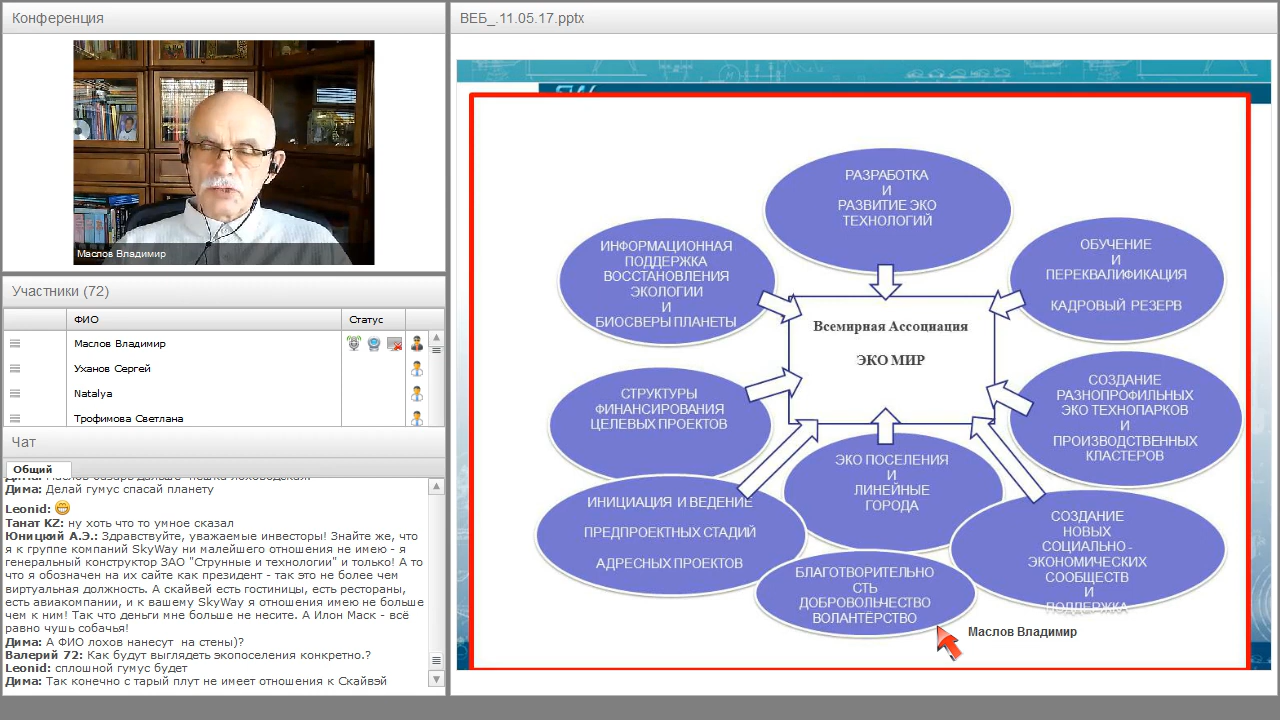 Конференция
Маслов Владимир
Участники (72)
ФИО
Статус
Маслов Владимир
Уханов Сергей
Natalya
Трофимова Светлана
Чат
Общий
Дима: Делай гумус спасай планету
Leonid:
Танат KZ: ну хоть что то умное сказал
Юницкий А.Э.: Здравствуйте, уважаемые инвесторы! Знайте же, что
я к группе компаний SkyWay ни малейшего отношения не имею - я
генеральный конструктор ЗАО "Струнные и технологии" и всё! А то
что я обозначен на их сайте как президент - так это не более чем
виртуальная должность. А скайвей есть гостиницы, есть рестораны,
есть авиакомпании, и к вашему SkyWay я отношения имею не больше
чем к ним! Так что деньги мне больше не несите. А Илон Маск - всё
равно чушь собачья!
Дима: А ФИО лохов нанесут на стены)?
Валерий 72: Как будут выглядеть экопоселения конкретно.?
Leonid: сплошной гумус будет
Дима: Так конечно с тарый плут не имеет отношения к Скайвэй
ВЕБ_.11.05.17.pptx
РАЗРАБОТКА
И
РАЗВИТИЕ ЭКО
ТЕХНОЛОГИЙ
ИНФОРМАЦИОННАЯ
ПОДДЕРЖКА
ВОССТАНОВЛЕНИЯ
ЭКОЛОГИИ
И
БИОСВЕРЫ ПЛАНЕТЫ
ОБУЧЕНИЕ
И
ПЕРЕКВАЛИФИКАЦИЯ
КАДРОВЫЙ РЕЗЕРВ
Всемирная Ассоциация
ЭКО МИР
СТРУКТУРЫ
ФИНАНСИРОВАНИЯ
ЦЕЛЕВЫХ ПРОЕКТОВ
СОЗДАНИЕ
РАЗНОПРОФИЛЬНЫХ
ЭКО ТЕХНОПАРКОВ
И
ПРОИЗВОДСТВЕННЫХ
КЛАСТЕРОВ
ЭКО ПОСЕЛЕНИЯ
И
ЛИНЕЙНЫЕ
ГОРОДА
ИНИЦИАЦИЯ И ВЕДЕНИЕ
ПРЕДПРОЕКТНЫХ СТАДИЙ
АДРЕСНЫХ ПРОЕКТОВ
СОЗДАНИЕ
НОВЫХ
СОЦИАЛЬНО -
ЭКОНОМИЧЕСКИХ
СООБЩЕСТВ
И
ПОДДЕРЖКА
БЛАГОТВОРИТЕЛЬНО
СТЬ
ДОБРОВОЛЬЧЕСТВО
ВОЛАНТЁРСТВО
Маслов Владимир